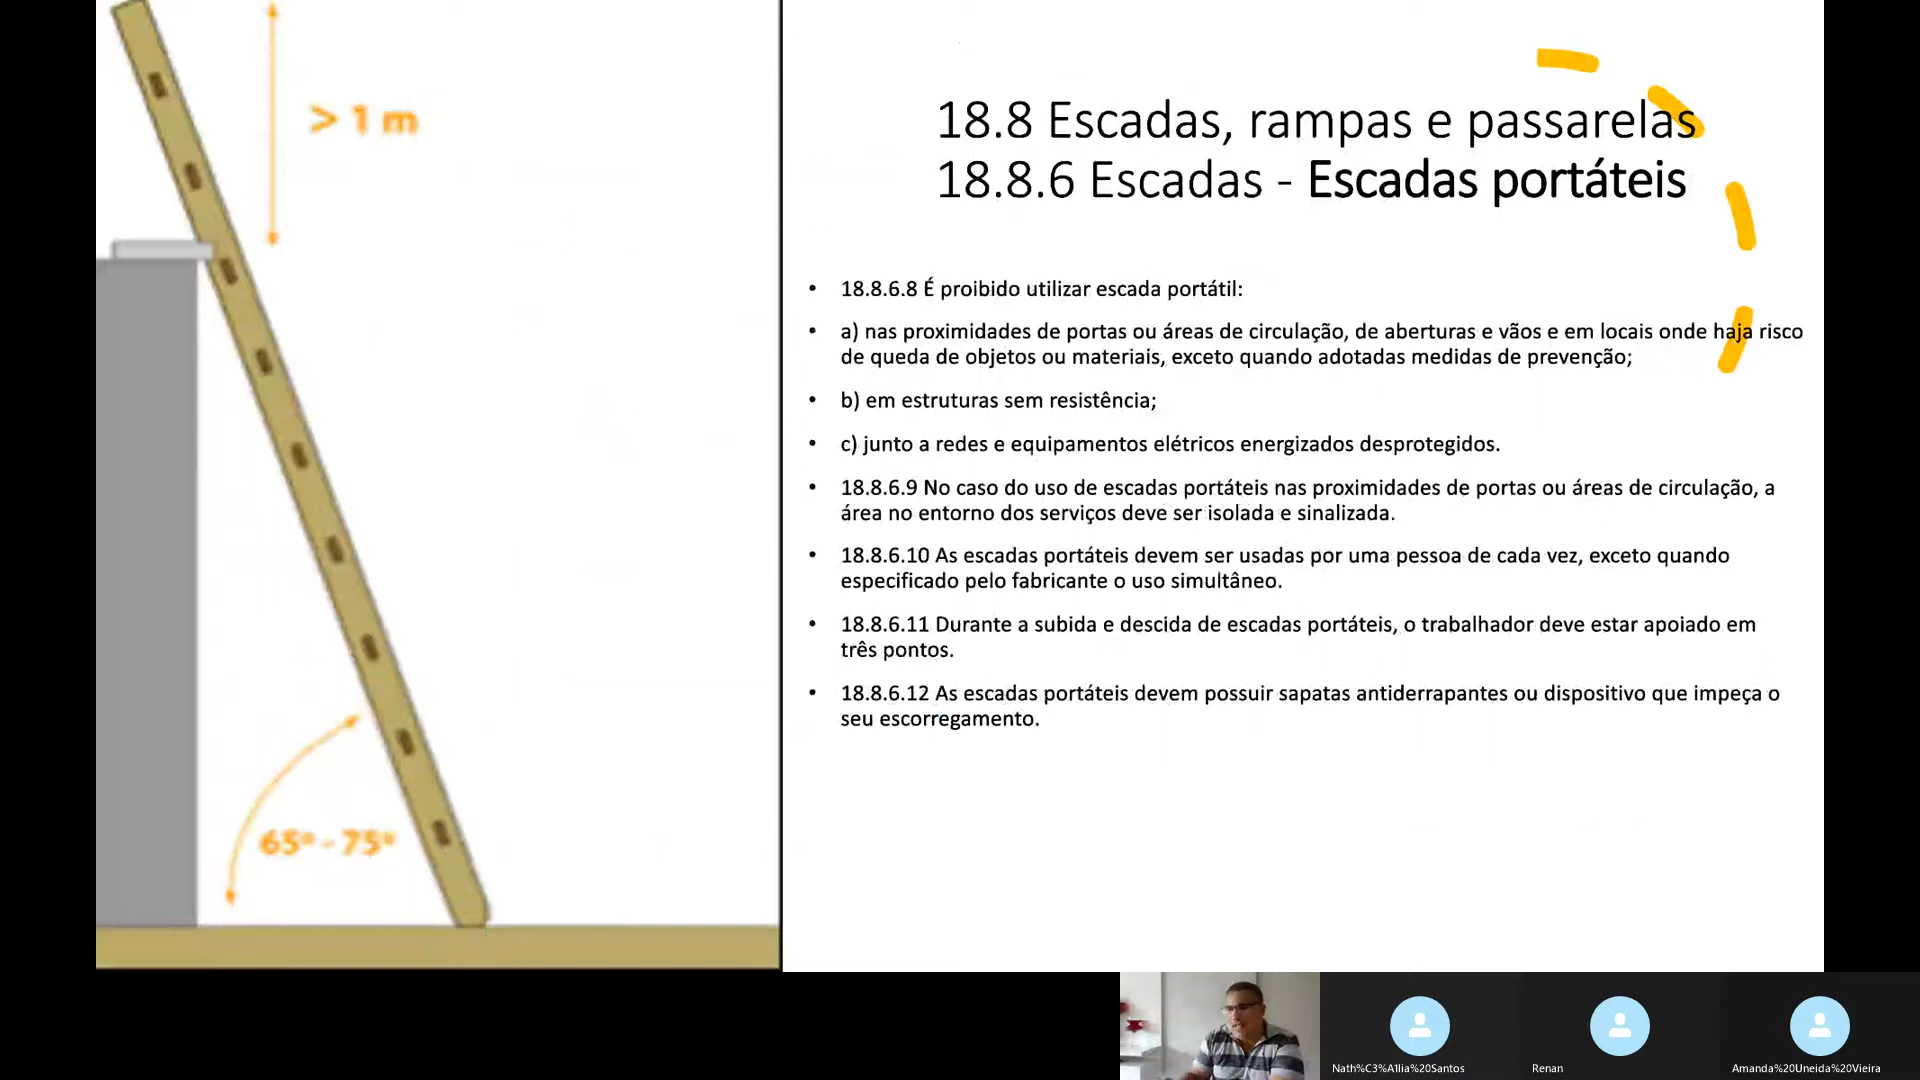 > 1 m
65º - 75º
18.8 Escadas, rampas e passarelas
18.8.6 Escadas - Escadas portáteis
• 18.8.6.8 É proibido utilizar escada portátil:
• a) nas proximidades de portas ou áreas de circulação, de aberturas e vãos e em locais onde haja risco
de queda de objetos ou materiais, exceto quando adotadas medidas de prevenção;
• b) em estruturas sem resistência;
• c) junto a redes e equipamentos elétricos energizados desprotegidos.
• 18.8.6.9 No caso do uso de escadas portáteis nas proximidades de portas ou áreas de circulação, a
área no entorno dos serviços deve ser isolada e sinalizada.
• 18.8.6.10 As escadas portáteis devem ser usadas por uma pessoa de cada vez, exceto quando
especificado pelo fabricante o uso simultâneo.
• 18.8.6.11 Durante a subida e descida de escadas portáteis, o trabalhador deve estar apoiado em
três pontos.
• 18.8.6.12 As escadas portáteis devem possuir sapatas antiderrapantes ou dispositivo que impeça o
seu escorregamento.
Nath%C3%A1lia%20Santos
Renan
Amanda%20Uneida%20Vieira